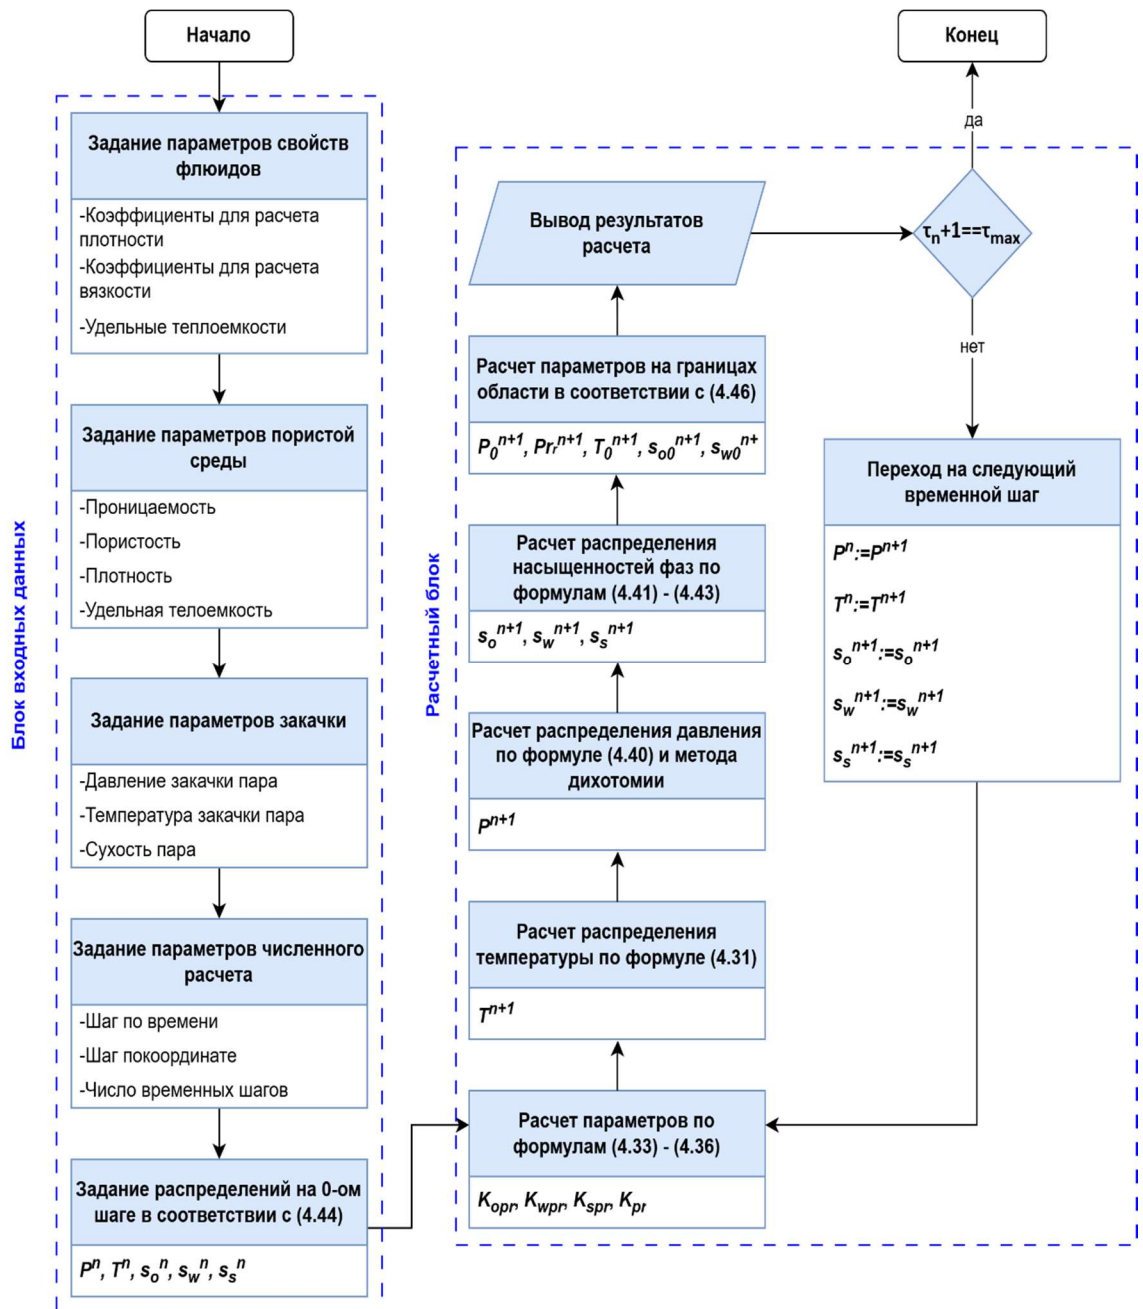 Начало
Задание параметров свойств
флюидов
-Коэффициенты для расчета
плотности
-Коэффициенты для расчета
вязкости
-Удельные теплоемкости
Задание параметров пористой
среды
-Проницаемость
-Пористость
-Плотность
-Удельная телоемкость
Задание параметров закачки
-Давление закачки пара
-Температура закачки пара
-Сухость пара
Задание параметров численного
расчета
-Шаг по времени
-Шаг покоординате
-Число временных шагов
Задание распределений на 0-ом
шаге в соответствии с (4.44)
P^n, T^n, s_o^n, s_w^n, s_s^n
Блок входных данных
Расчетный блок
Расчет параметров по
формулам (4.33) - (4.36)
K_opr, K_wpr, K_spr, K_pr
Расчет распределения
температуры по формуле (4.31)
T^n+1
Расчет распределения давления
по формуле (4.40) и метода
дихотомии
P^n+1
Расчет распределения
насыщенностей фаз по
формулам (4.41) - (4.43)
s_o^n+1, s_w^n+1, s_s^n+1
Расчет параметров на границах
области в соответствии с (4.46)
P_0^n+1, Pr_r^n+1, T_0^n+1, s_o0^n+1, s_w0^n+
Вывод результатов
расчета
τ_n+1==τ_max
да
Конец
нет
Переход на следующий
временной шаг
P^n:=P^n+1
T^n:=T^n+1
s_o^n+1:=s_o^n+1
s_w^n+1:=s_w^n+1
s_s^n+1:=s_s^n+1